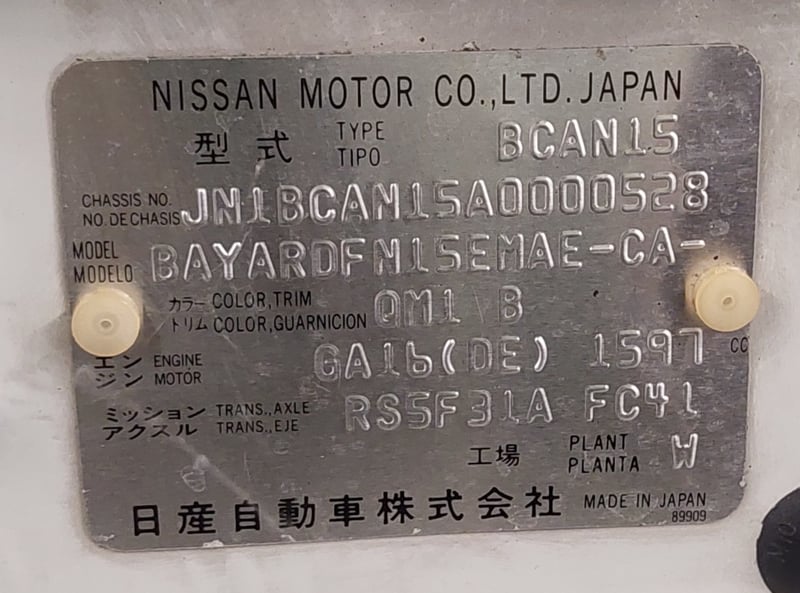 NISSAN MOTOR CO.,LTD. JAPAN
型式 TYPE TIPO BCAN15
CHASSIS NO. NO. DE CHASIS JN1BCAN15A0000528
MODEL MODELO BAYARDFN15EMAE-CA-
カラー COLOR,TRIM QM1 B
トリム COLOR,GUARNICION
エンジン ENGINE MOTOR GA16(DE) 1597 CC
ミッション TRANS.,AXLE RS5F31A FC41
アクスル TRANS.,EJE
工場 PLANT PLANTA W
日産自動車株式会社 MADE IN JAPAN
89909